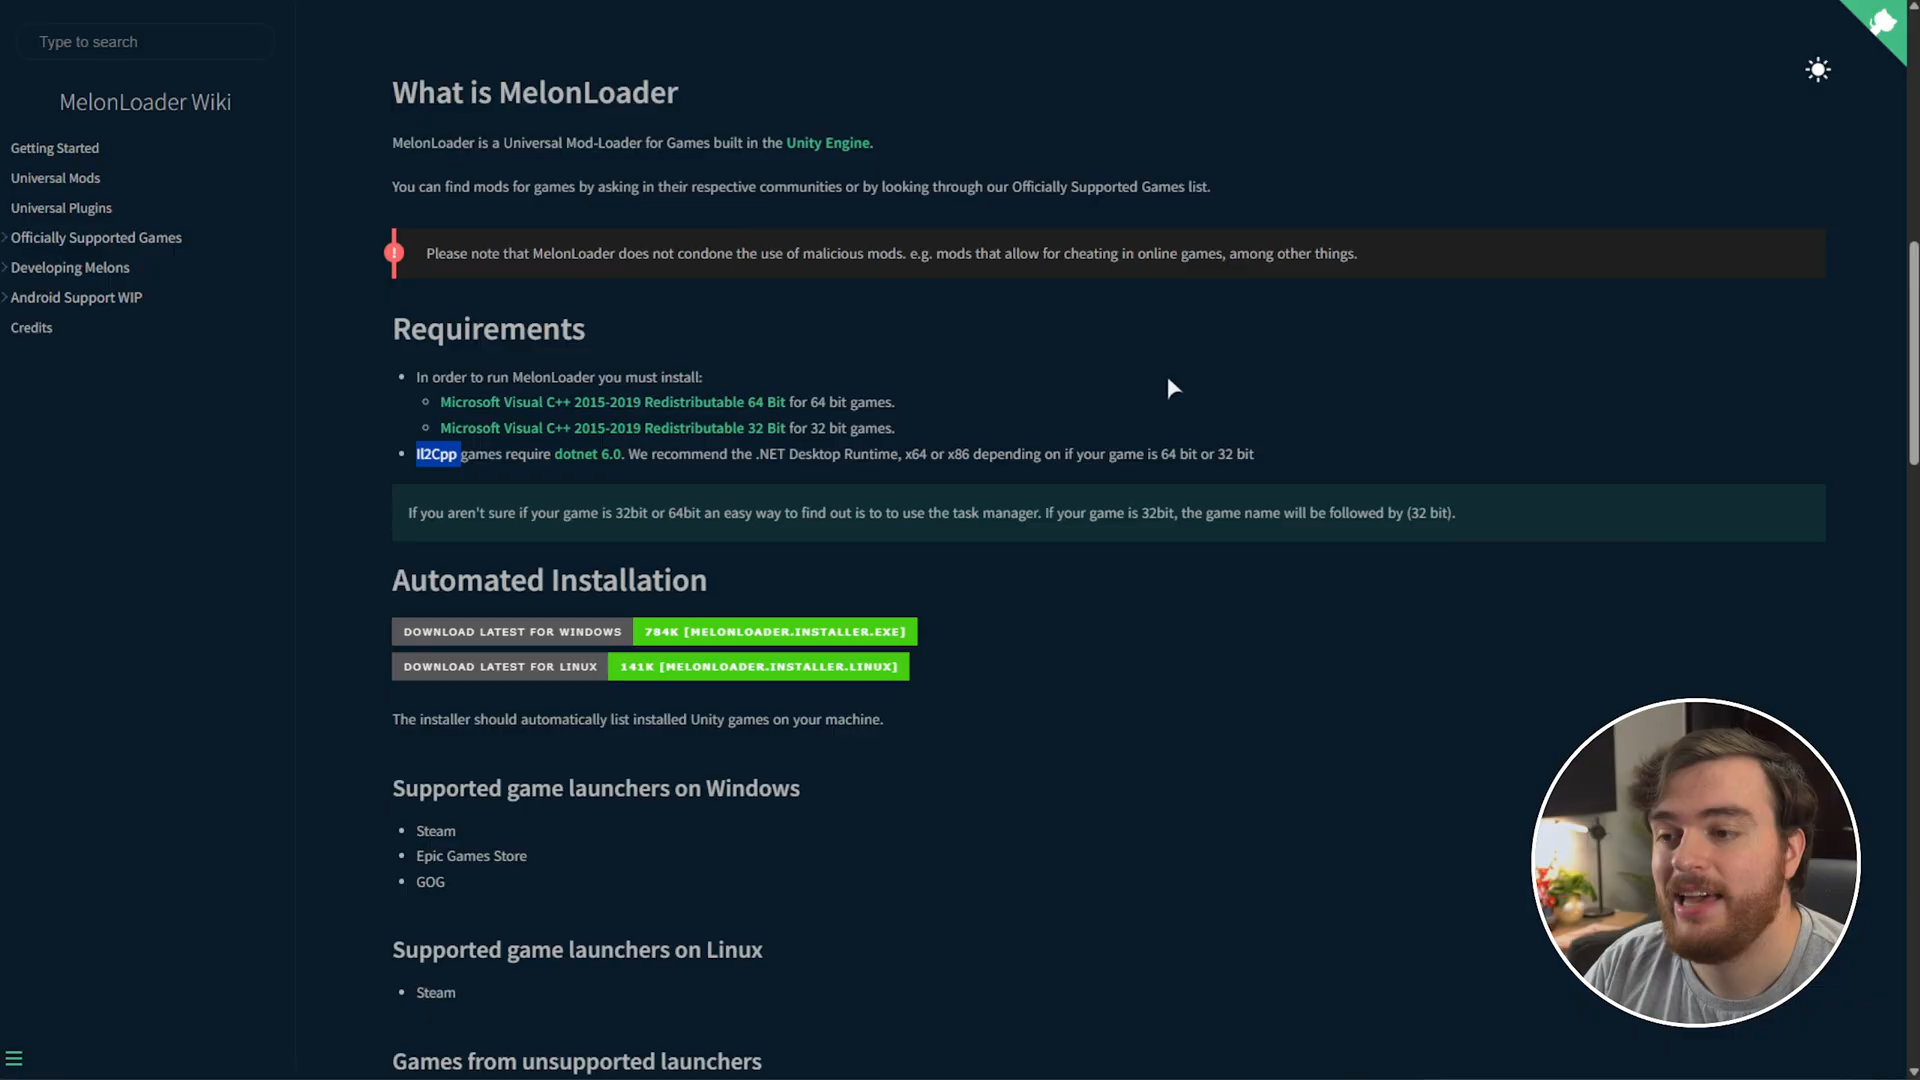 Type to search
MelonLoader Wiki
Getting Started
Universal Mods
Universal Plugins
Officially Supported Games
Developing Melons
Android Support WIP
Credits
What is MelonLoader
MelonLoader is a Universal Mod-Loader for Games built in the Unity Engine.
You can find mods for games by asking in their respective communities or by looking through our Officially Supported Games list.
Please note that MelonLoader does not condone the use of malicious mods. e.g. mods that allow for cheating in online games, among other things.
Requirements
In order to run MelonLoader you must install:
Microsoft Visual C++ 2015-2019 Redistributable 64 Bit for 64 bit games.
Microsoft Visual C++ 2015-2019 Redistributable 32 Bit for 32 bit games.
Il2Cpp games require dotnet 6.0. We recommend the .NET Desktop Runtime, x64 or x86 depending on if your game is 64 bit or 32 bit
If you aren't sure if your game is 32bit or 64bit an easy way to find out is to to use the task manager. If your game is 32bit, the game name will be followed by (32 bit).
Automated Installation
DOWNLOAD LATEST FOR WINDOWS 784K [MELONLOADER.INSTALLER.EXE]
DOWNLOAD LATEST FOR LINUX 141K [MELONLOADER.INSTALLER.LINUX]
The installer should automatically list installed Unity games on your machine.
Supported game launchers on Windows
Steam
Epic Games Store
GOG
Supported game launchers on Linux
Steam
Games from unsupported launchers